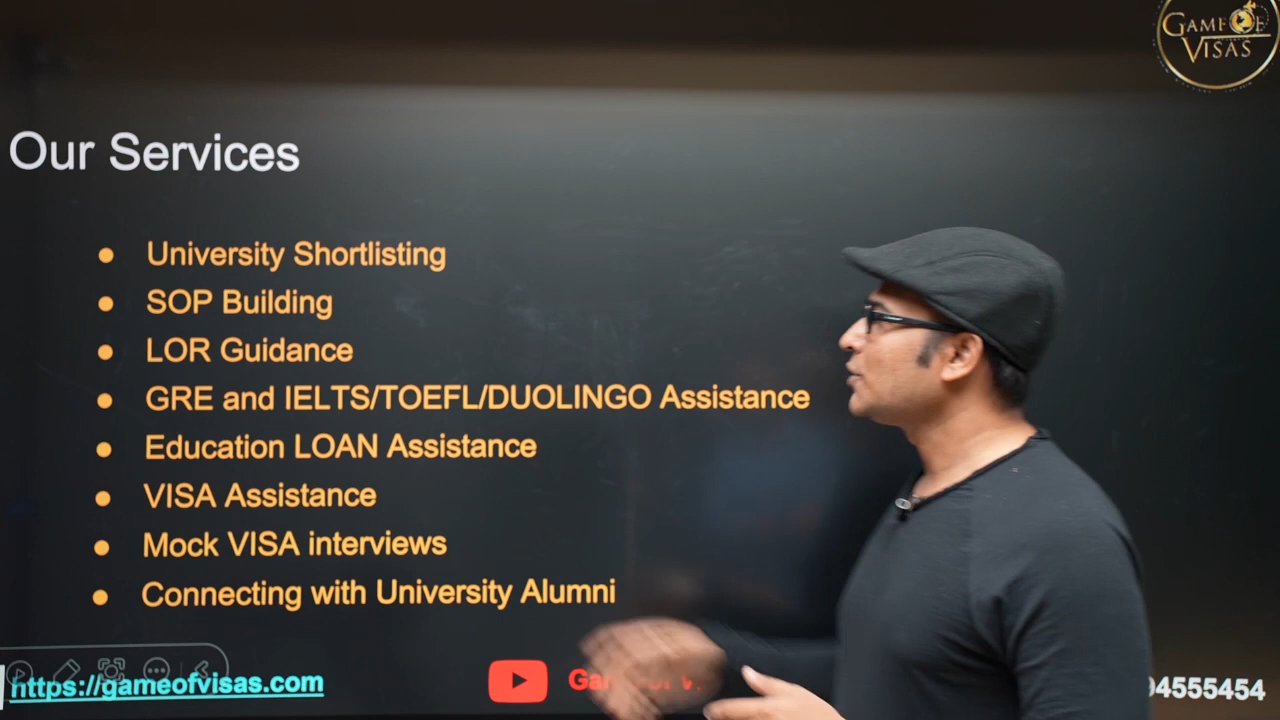 GAME OF
VISAS
Our Services
University Shortlisting
SOP Building
LOR Guidance
GRE and IELTS/TOEFL/DUOLINGO Assistance
Education LOAN Assistance
VISA Assistance
Mock VISA interviews
Connecting with University Alumni
https://gameofvisas.com
94555454